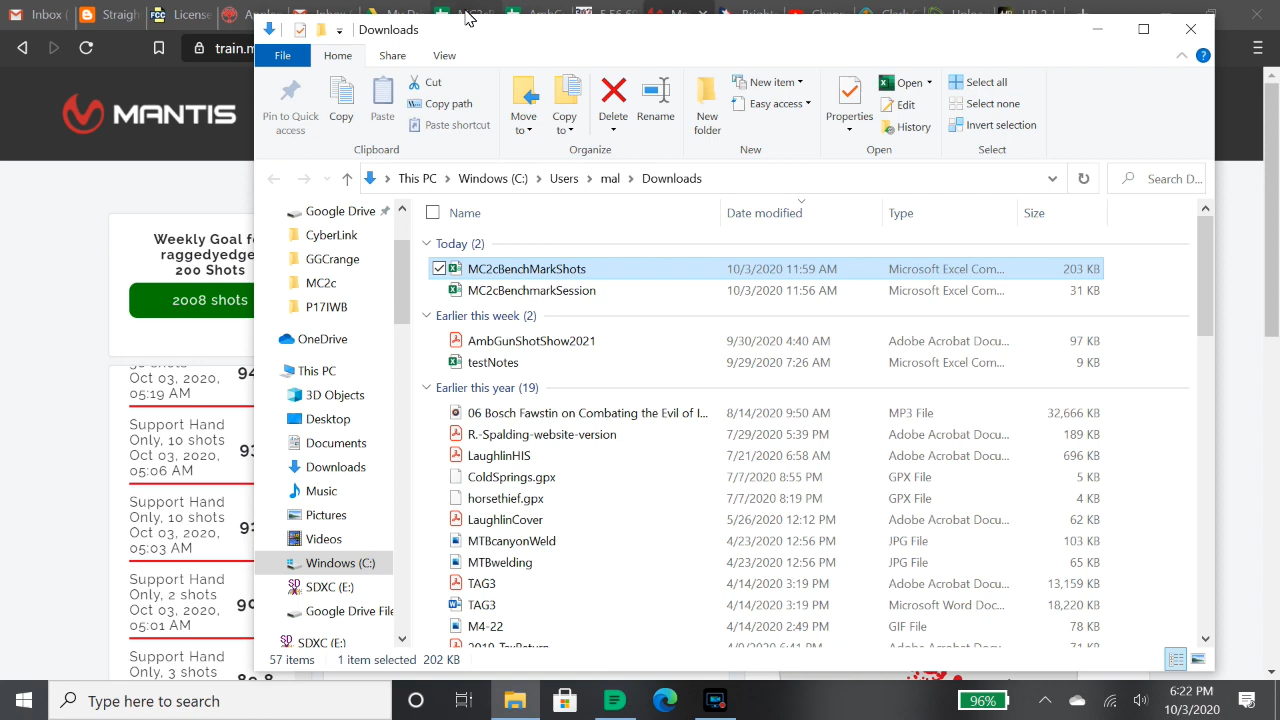 Inbox
Straigh
FCC License
Downloads
File Home Share View
train.m
MANTIS
Pin to Quick access
Copy
Paste
Cut
Copy path
Paste shortcut
Clipboard
Move to
Copy to
Delete
Rename
Organize
New folder
New item
Easy access
New
Properties
Open
Edit
History
Open
Select all
Select none
Invert selection
Select
This PC > Windows (C:) > Users > mal > Downloads
Search D...
Weekly Goal f
raggedyedge
200 Shots
2008 shots
Oct 03, 2020,
05:19 AM
Support Hand
Only, 10 shots
Oct 03, 2020,
05:06 AM
Support Hand
Only, 10 shots
Oct 03, 2020,
05:03 AM
Support Hand
Only, 2 shots
Oct 03, 2020,
05:01 AM
Support Hand
Only, 3 shots
Google Drive
CyberLink
GGCrange
MC2c
P17IWB
OneDrive
This PC
3D Objects
Desktop
Documents
Downloads
Music
Pictures
Videos
Windows (C:)
SDXC (E:)
Google Drive File
SDXC (E:)
Name Date modified Type Size
Today (2)
MC2cBenchMarkShots 10/3/2020 11:59 AM Microsoft Excel Com... 203 KB
MC2cBenchmarkSession 10/3/2020 11:56 AM Microsoft Excel Com... 31 KB
Earlier this week (2)
AmbGunShotShow2021 9/30/2020 4:40 AM Adobe Acrobat Docu... 97 KB
testNotes 9/29/2020 7:26 AM Microsoft Excel Com... 9 KB
Earlier this year (19)
06 Bosch Fawstin on Combating the Evil of I... 8/14/2020 9:50 AM MP3 File 32,666 KB
R.-Spalding-website-version 7/29/2020 5:39 PM Adobe Acrobat Docu... 189 KB
LaughlinHIS 7/21/2020 6:58 AM Adobe Acrobat Docu... 696 KB
ColdSprings.gpx 7/7/2020 8:55 PM GPX File 5 KB
horsethief.gpx 7/7/2020 8:19 PM GPX File 4 KB
LaughlinCover 5/26/2020 12:12 PM Adobe Acrobat Docu... 62 KB
MTBcanyonWeld 4/23/2020 12:56 PM JPG File 103 KB
MTBwelding 4/23/2020 12:56 PM JPG File 65 KB
TAG3 4/14/2020 3:19 PM Adobe Acrobat Docu... 13,159 KB
TAG3 4/14/2020 3:19 PM Microsoft Word Doc... 18,220 KB
M4-22 4/14/2020 2:49 PM GIF File 78 KB
57 items 1 item selected 202 KB
Type here to search
96%
6:22 PM
10/3/2020